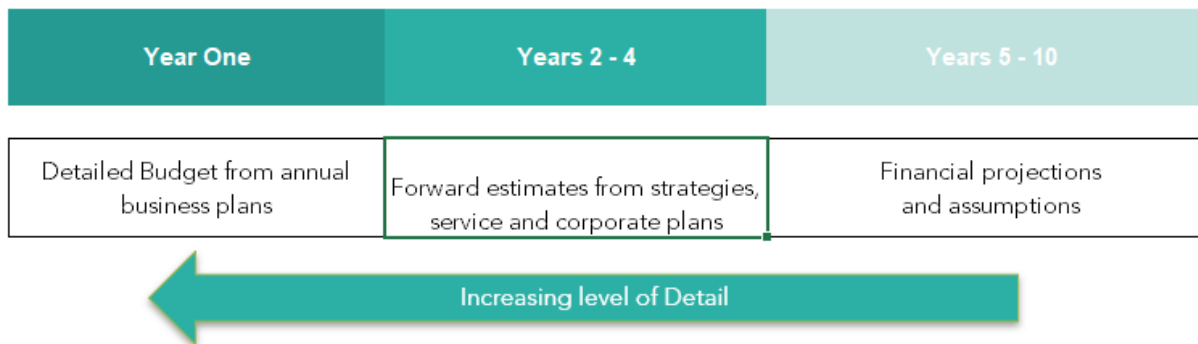 Year One
Years 2 - 4
Years 5 - 10
Detailed Budget from annual
business plans
Forward estimates from strategies,
service and corporate plans
Financial projections
and assumptions
Increasing level of Detail